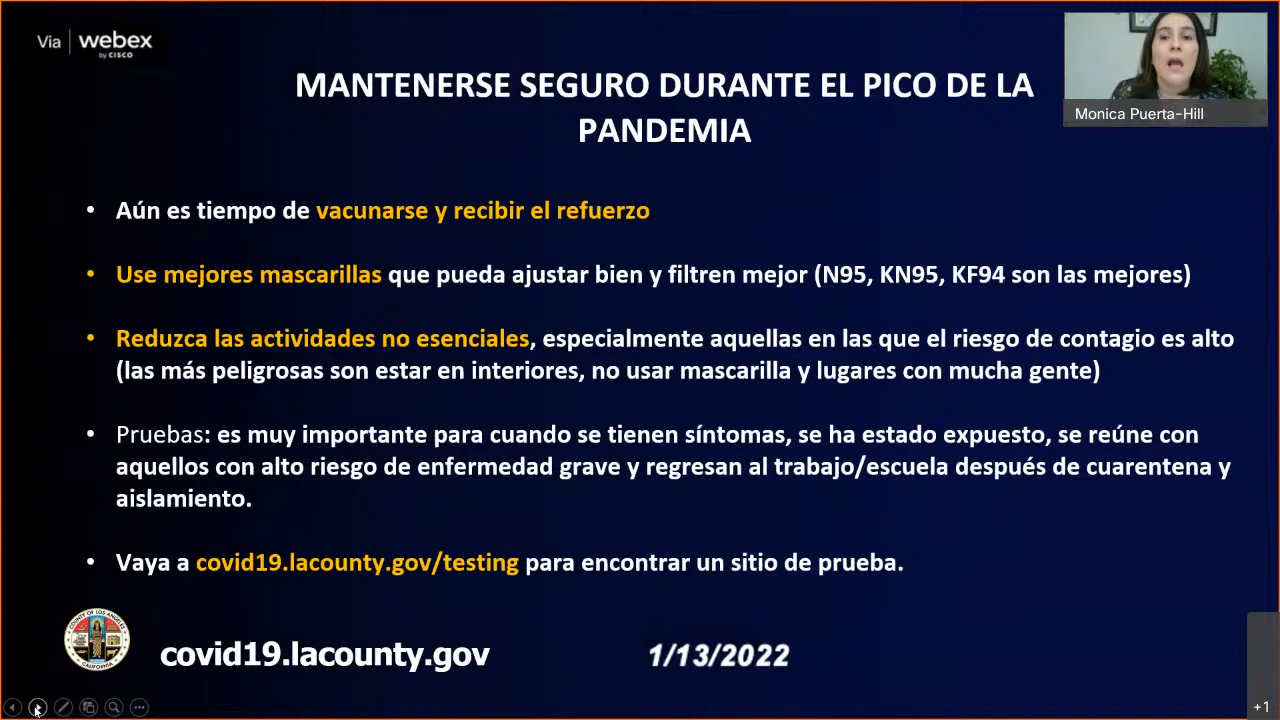 Via | webex
by CISCO
MANTENERSE SEGURO DURANTE EL PICO DE LA
PANDEMIA
Monica Puerta-Hill
• Aún es tiempo de vacunarse y recibir el refuerzo
• Use mejores mascarillas que pueda ajustar bien y filtren mejor (N95, KN95, KF94 son las mejores)
• Reduzca las actividades no esenciales, especialmente aquellas en las que el riesgo de contagio es alto
(las más peligrosas son estar en interiores, no usar mascarilla y lugares con mucha gente)
• Pruebas: es muy importante para cuando se tienen síntomas, se ha estado expuesto, se reúne con
aquellos con alto riesgo de enfermedad grave y regresan al trabajo/escuela después de cuarentena y
aislamiento.
• Vaya a covid19.lacounty.gov/testing para encontrar un sitio de prueba.
COUNTY OF LOS ANGELES
CALIFORNIA
covid19.lacounty.gov
1/13/2022
+1